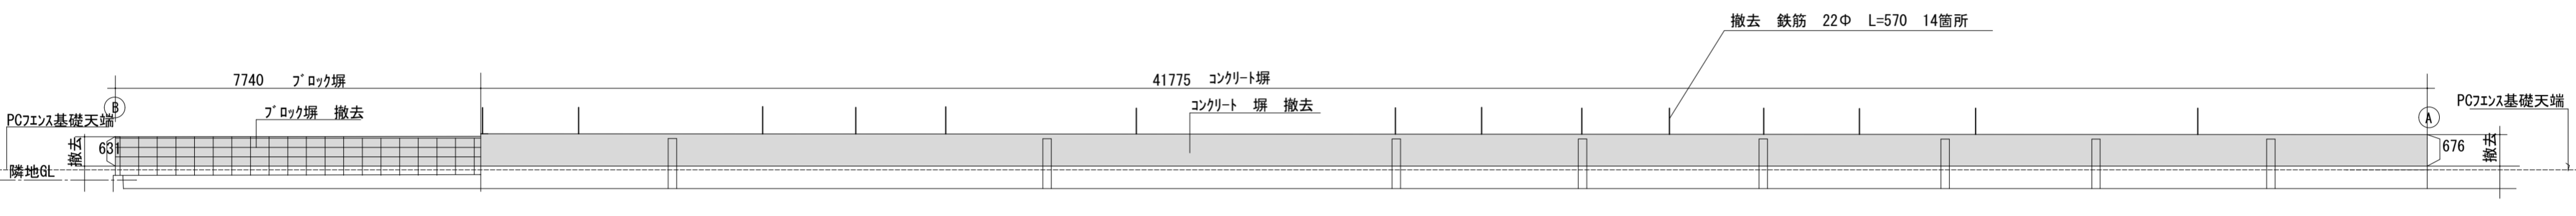 撤去　鉄筋　22Φ　L=570　14箇所
7740　ﾌﾞﾛｯｸ塀
41775　ｺﾝｸﾘｰﾄ塀
B
ﾌﾞﾛｯｸ塀　撤去
ｺﾝｸﾘｰﾄ　塀　撤去
PCﾌｪﾝｽ基礎天端
A
PCﾌｪﾝｽ基礎天端
撤去
631
676
撤去
隣地GL